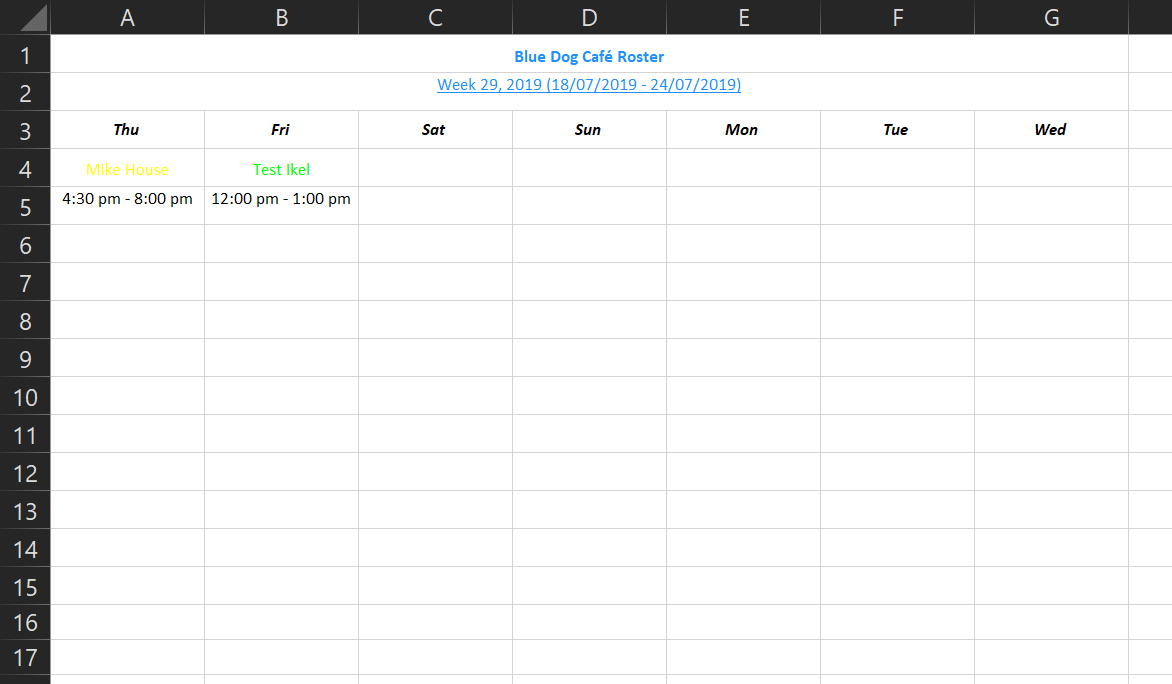 A B C D E F G
1 Blue Dog Café Roster
2 Week 29, 2019 (18/07/2019 - 24/07/2019)
3 Thu Fri Sat Sun Mon Tue Wed
4 Mike House Test Ikel
5 4:30 pm - 8:00 pm 12:00 pm - 1:00 pm
6
7
8
9
10
11
12
13
14
15
16
17